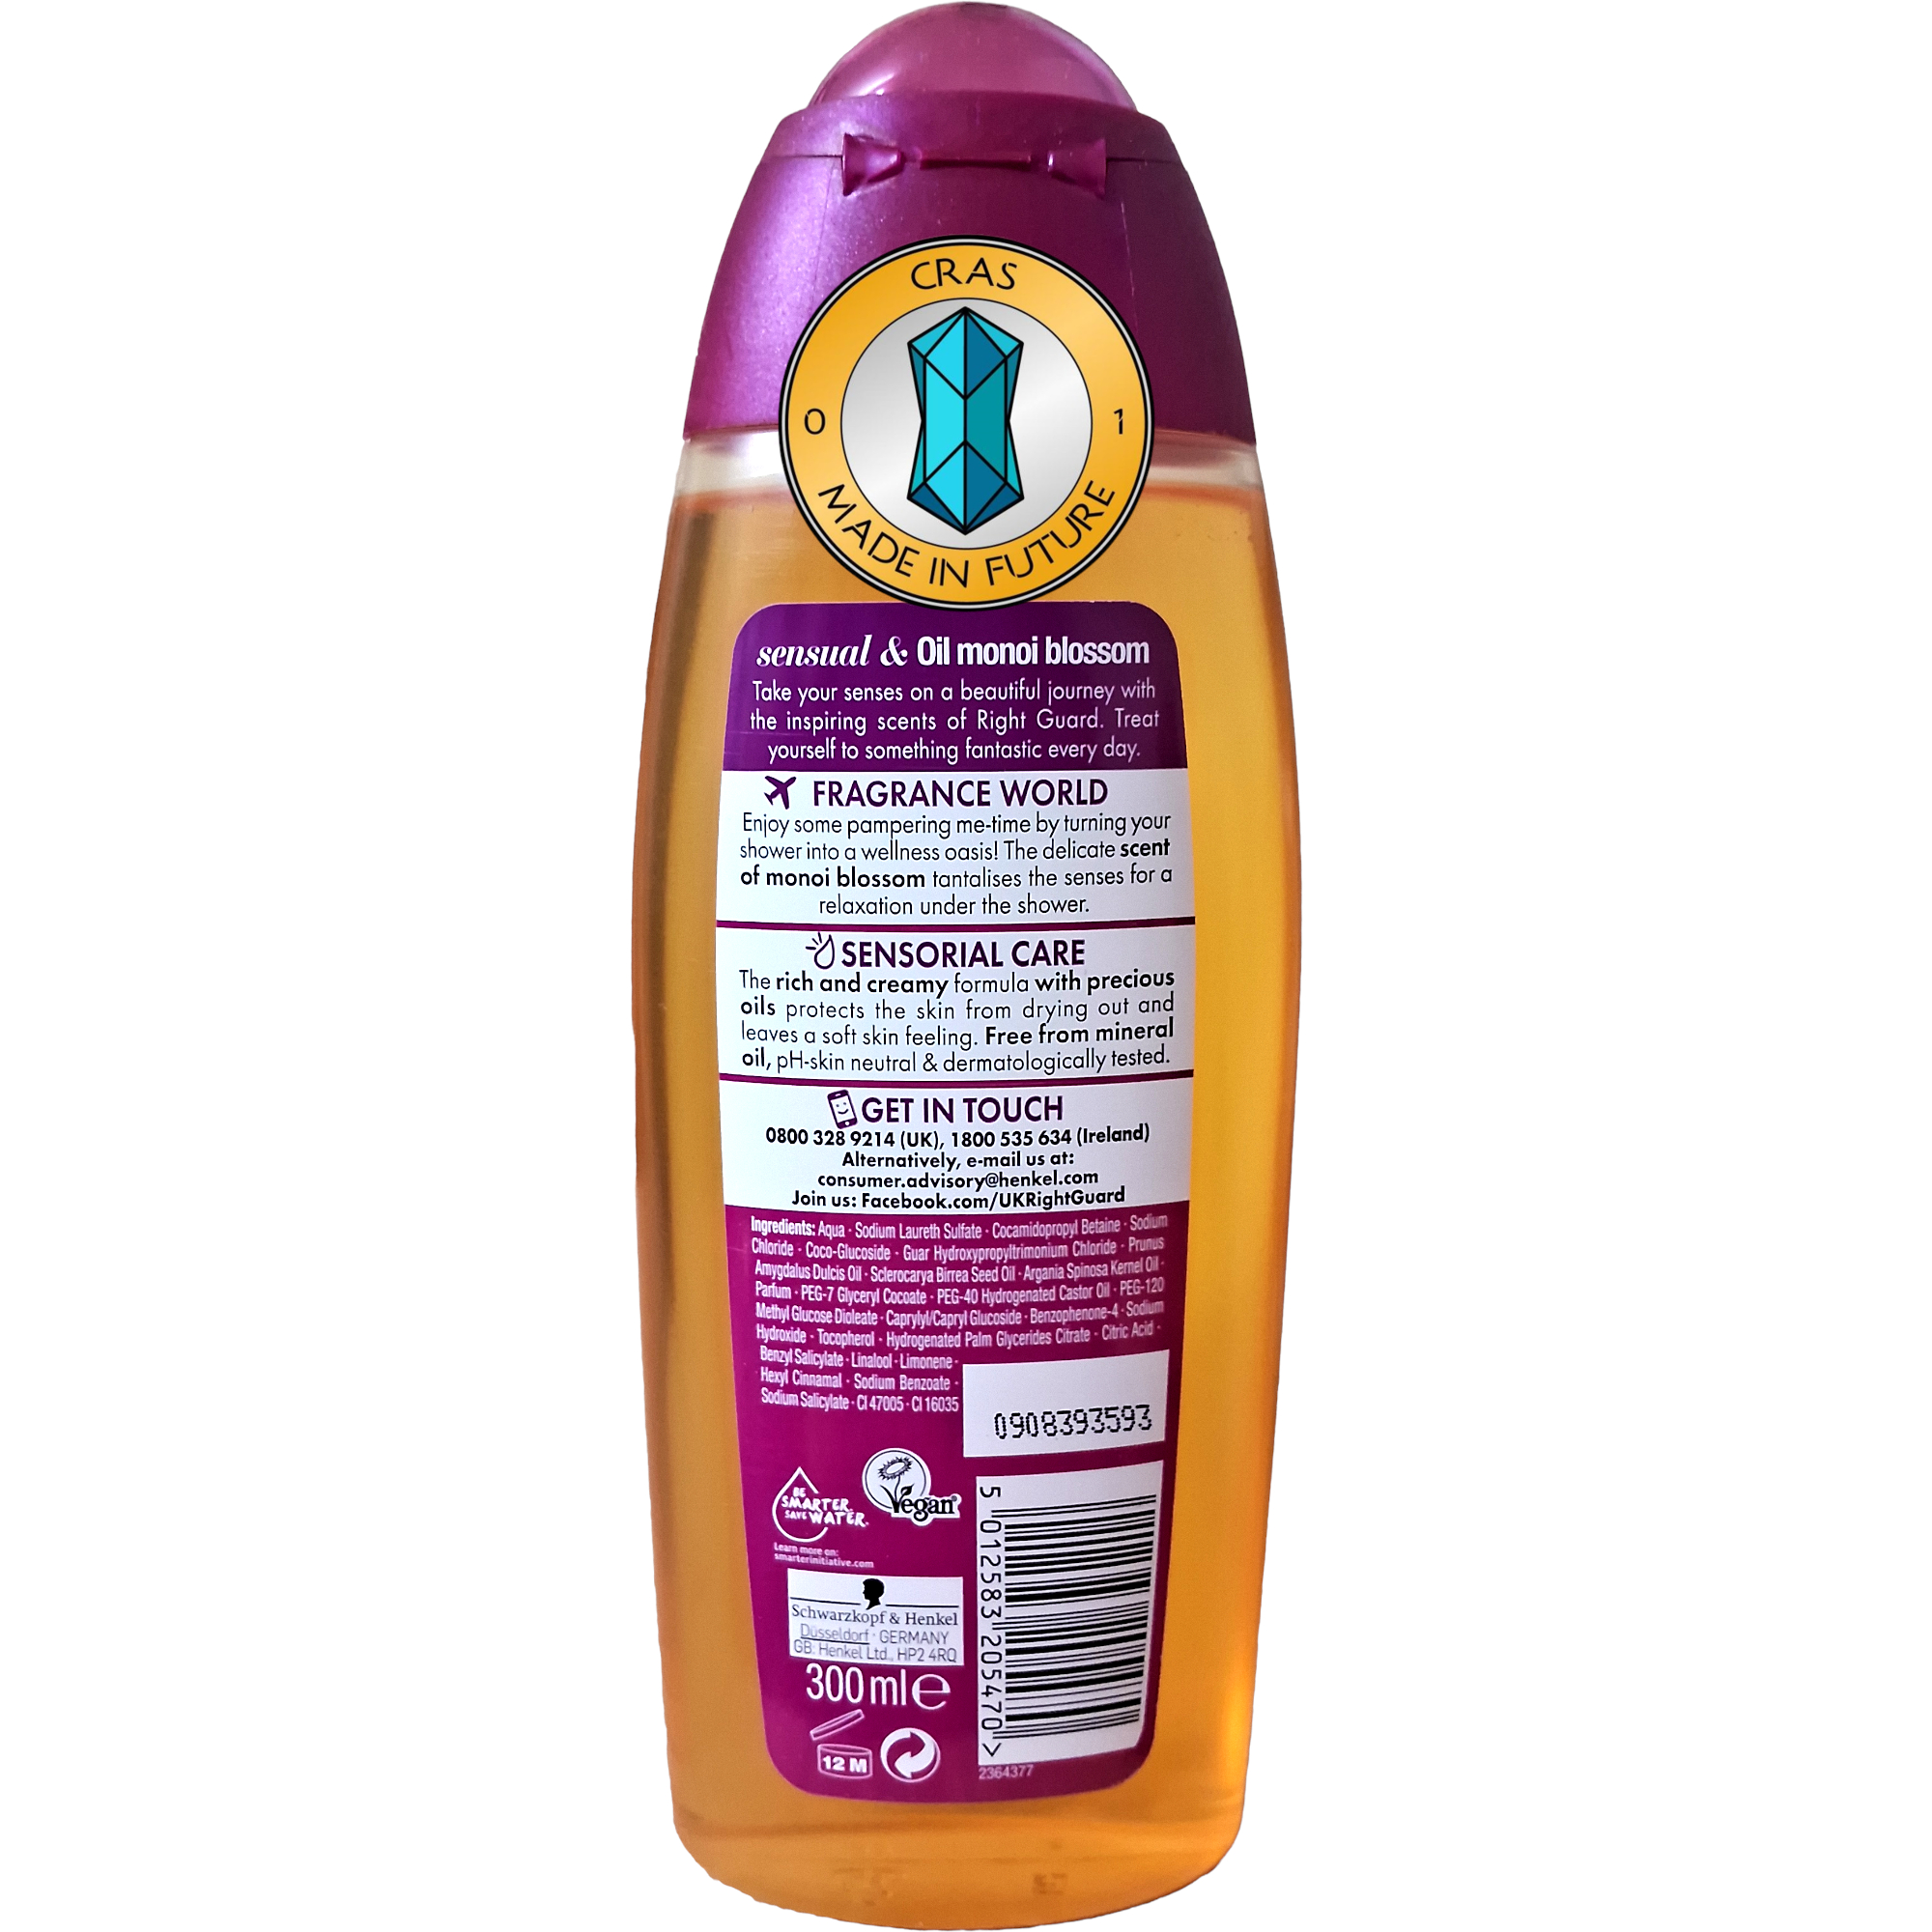 CRAS
0 1
MADE IN FUTURE
sensual & Oil monoi blossom
Take your senses on a beautiful journey with
the inspiring scents of Right Guard. Treat
yourself to something fantastic every day.
FRAGRANCE WORLD
Enjoy some pampering me-time by turning your
shower into a wellness oasis! The delicate scent
of monoi blossom tantalises the senses for a
relaxation under the shower.
SENSORIAL CARE
The rich and creamy formula with precious
oils protects the skin from drying out and
leaves a soft skin feeling. Free from mineral
oil, pH-skin neutral & dermatologically tested.
GET IN TOUCH
0800 328 9214 (UK), 1800 535 634 (Ireland)
Alternatively, e-mail us at:
consumer.advisory@henkel.com
Join us: Facebook.com/UKRightGuard
Ingredients: Aqua · Sodium Laureth Sulfate · Cocamidopropyl Betaine · Sodium
Chloride · Coco-Glucoside · Guar Hydroxypropyltrimonium Chloride · Prunus
Amygdalus Dulcis Oil · Sclerocarya Birrea Seed Oil · Argania Spinosa Kernel Oil ·
Parfum · PEG-7 Glyceryl Cocoate · PEG-40 Hydrogenated Castor Oil · PEG-120
Methyl Glucose Dioleate · Caprylyl/Capryl Glucoside · Benzophenone-4 · Sodium
Hydroxide · Tocopherol · Hydrogenated Palm Glycerides Citrate · Citric Acid ·
Benzyl Salicylate · Linalool · Limonene ·
Hexyl Cinnamal · Sodium Benzoate ·
Sodium Salicylate · CI 47005 · CI 16035
0908393593
BE
SMARTER.
SAVE WATER.
Learn more on:
smarterinitiative.com
Vegan
Schwarzkopf & Henkel
Düsseldorf · GERMANY
GB: Henkel Ltd., HP2 4RQ
300 ml e
12 M
5 012583 205470 >
2364377